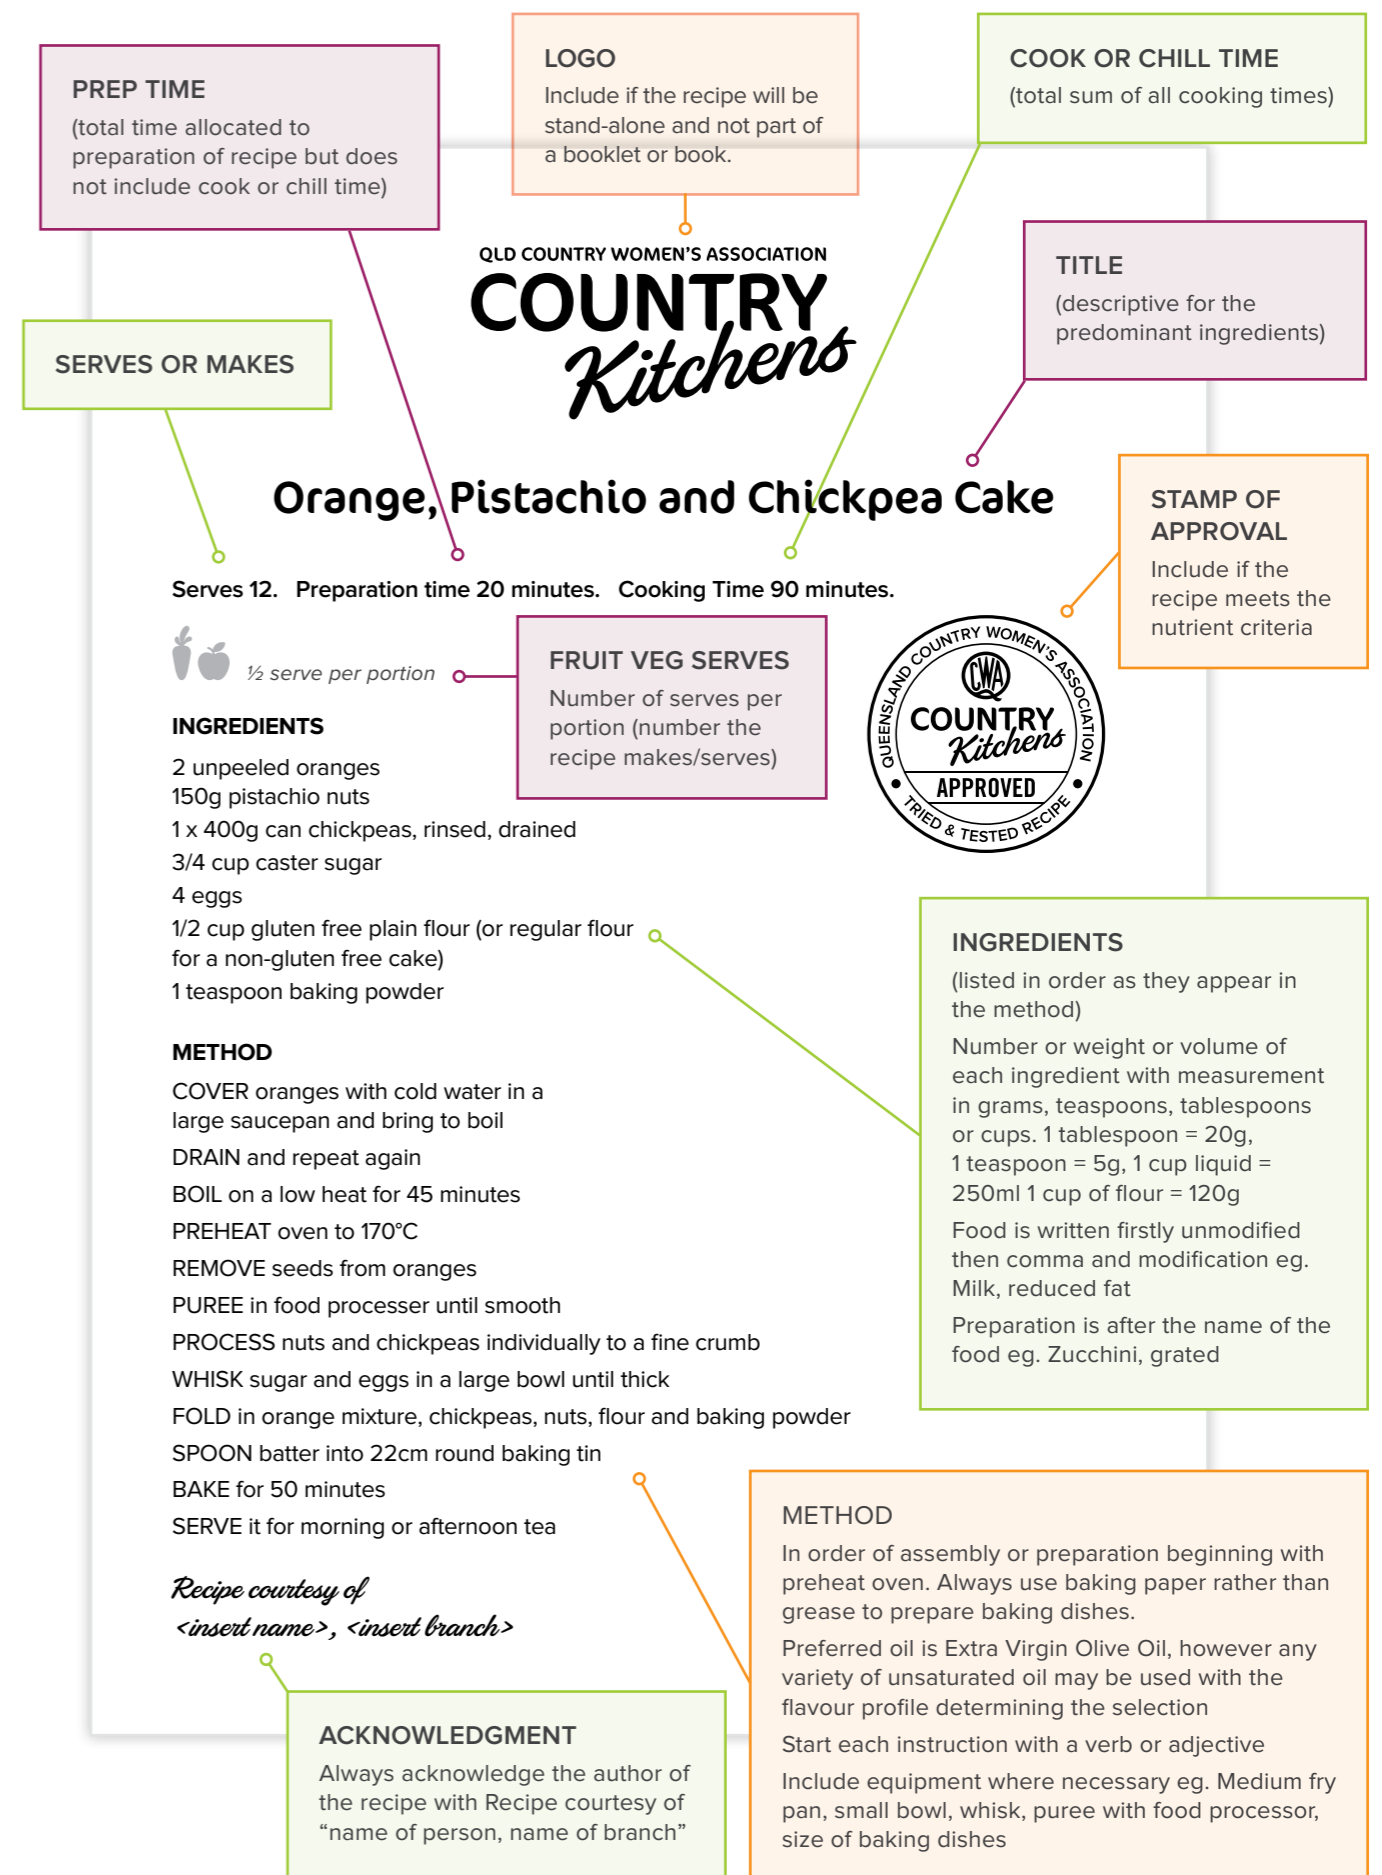 PREP TIME
(total time allocated to
preparation of recipe but does
not include cook or chill time)
LOGO
Include if the recipe will be
stand-alone and not part of
a booklet or book.
COOK OR CHILL TIME
(total sum of all cooking times)
TITLE
(descriptive for the
predominant ingredients)
SERVES OR MAKES
QLD COUNTRY WOMEN'S ASSOCIATION
COUNTRY
Kitchens
Orange, Pistachio and Chickpea Cake
STAMP OF
APPROVAL
Include if the
recipe meets the
nutrient criteria
Serves 12. Preparation time 20 minutes. Cooking Time 90 minutes.
½ serve per portion
FRUIT VEG SERVES
Number of serves per
portion (number the
recipe makes/serves)
QUEENSLAND COUNTRY WOMEN'S ASSOCIATION
CWA
COUNTRY
Kitchens
APPROVED
• TRIED & TESTED RECIPE •
INGREDIENTS
2 unpeeled oranges
150g pistachio nuts
1 x 400g can chickpeas, rinsed, drained
3/4 cup caster sugar
4 eggs
1/2 cup gluten free plain flour (or regular flour
for a non-gluten free cake)
1 teaspoon baking powder
INGREDIENTS
(listed in order as they appear in
the method)
Number or weight or volume of
each ingredient with measurement
in grams, teaspoons, tablespoons
or cups. 1 tablespoon = 20g,
1 teaspoon = 5g, 1 cup liquid =
250ml 1 cup of flour = 120g
Food is written firstly unmodified
then comma and modification eg.
Milk, reduced fat
Preparation is after the name of the
food eg. Zucchini, grated
METHOD
COVER oranges with cold water in a
large saucepan and bring to boil
DRAIN and repeat again
BOIL on a low heat for 45 minutes
PREHEAT oven to 170°C
REMOVE seeds from oranges
PUREE in food processer until smooth
PROCESS nuts and chickpeas individually to a fine crumb
WHISK sugar and eggs in a large bowl until thick
FOLD in orange mixture, chickpeas, nuts, flour and baking powder
SPOON batter into 22cm round baking tin
BAKE for 50 minutes
SERVE it for morning or afternoon tea
Recipe courtesy of
<insert name>, <insert branch>
METHOD
In order of assembly or preparation beginning with
preheat oven. Always use baking paper rather than
grease to prepare baking dishes.
Preferred oil is Extra Virgin Olive Oil, however any
variety of unsaturated oil may be used with the
flavour profile determining the selection
Start each instruction with a verb or adjective
Include equipment where necessary eg. Medium fry
pan, small bowl, whisk, puree with food processor,
size of baking dishes
ACKNOWLEDGMENT
Always acknowledge the author of
the recipe with Recipe courtesy of
“name of person, name of branch”